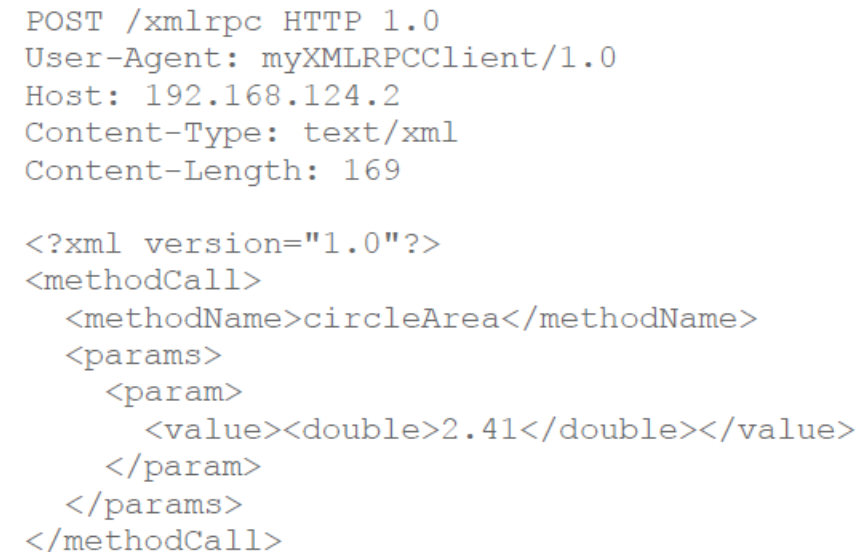 POST /xmlrpc HTTP 1.0
User-Agent: myXMLRPCClient/1.0
Host: 192.168.124.2
Content-Type: text/xml
Content-Length: 169

<?xml version="1.0"?>
<methodCall>
  <methodName>circleArea</methodName>
  <params>
    <param>
      <value><double>2.41</double></value>
    </param>
  </params>
</methodCall>